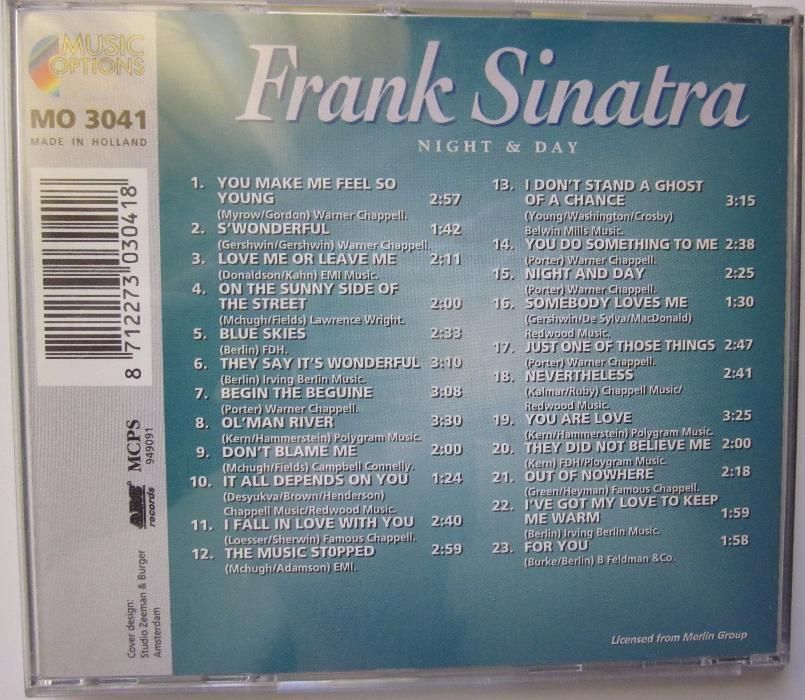 MUSIC
OPTIONS
MO 3041
MADE IN HOLLAND
8 712273 030418
MCPS
949091
ARC
records
Cover design:
Studio Zeeman & Burger
Amsterdam
Frank Sinatra
NIGHT & DAY
1. YOU MAKE ME FEEL SO
YOUNG 2:57
(Myrow/Gordon) Warner Chappell.
2. S'WONDERFUL 1:42
(Gershwin/Gershwin) Warner Chappell.
3. LOVE ME OR LEAVE ME 2:11
(Donaldson/Kahn) EMI Music.
4. ON THE SUNNY SIDE OF
THE STREET 2:00
(Mchugh/Fields) Lawrence Wright.
5. BLUE SKIES 2:33
(Berlin) FDH.
6. THEY SAY IT'S WONDERFUL 3:10
(Berlin) Irving Berlin Music.
7. BEGIN THE BEGUINE 3:08
(Porter) Warner Chappell.
8. OL'MAN RIVER 3:30
(Kern/Hammerstein) Polygram Music.
9. DON'T BLAME ME 2:00
(Mchugh/Fields) Campbell Connelly.
10. IT ALL DEPENDS ON YOU 1:24
(Desyukva/Brown/Henderson)
Chappell Music/Redwood Music.
11. I FALL IN LOVE WITH YOU 2:40
(Loesser/Sherwin) Famous Chappell.
12. THE MUSIC ST0PPED 2:59
(Mchugh/Adamson) EMI.
13. I DON'T STAND A GHOST
OF A CHANCE 3:15
(Young/Washington/Crosby)
Belwin Mills Music.
14. YOU DO SOMETHING TO ME 2:38
(Porter) Warner Chappell.
15. NIGHT AND DAY 2:25
(Porter) Warner Chappell.
16. SOMEBODY LOVES ME 1:30
(Gershwin/De Sylva/MacDonald)
Redwood Music.
17. JUST ONE OF THOSE THINGS 2:47
(Porter) Warner Chappell.
18. NEVERTHELESS 2:41
(Kalmar/Ruby) Chappell Music/
Redwood Music.
19. YOU ARE LOVE 3:25
(Kern/Hammerstein) Polygram Music.
20. THEY DID NOT BELIEVE ME 2:00
(Kern) FDH/Ploygram Music.
21. OUT OF NOWHERE 2:18
(Green/Heyman) Famous Chappell.
22. I'VE GOT MY LOVE TO KEEP
ME WARM 1:59
(Berlin) Irving Berlin Music.
23. FOR YOU 1:58
(Burke/Berlin) B Feldman &Co.
Licensed from Merlin Group